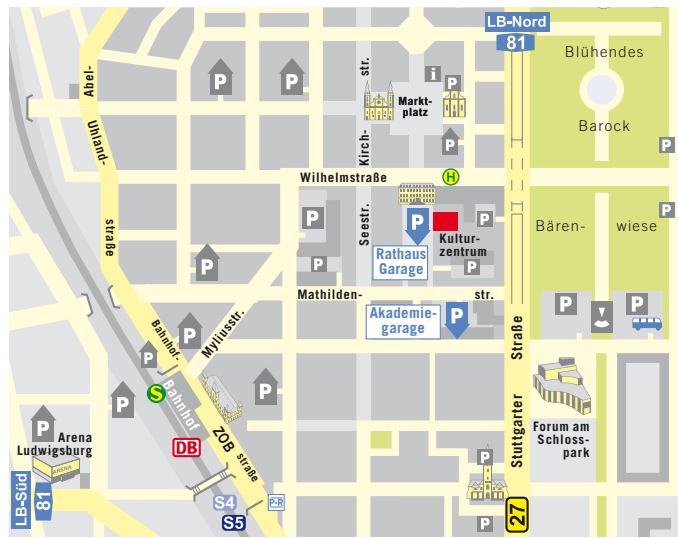 LB-Nord
81
Blühendes
Barock
P
P
P
i
P
Markt-
platz
P
P
Abel-
Uhland-
straße
Kirch-
str.
Wilhelmstraße
H
P
Seestr.
P
P
P
Rathaus
Garage
Kultur-
zentrum
P
P
P
Bären-
wiese
P
Mathilden-
str.
Akademie-
garage
P
P
P
Myliusstr.
P
P
Bahnhof-
straße
Stuttgarter
Straße
S
Bahnhof
P
P
P
Arena
Ludwigsburg
ARENA
DB
ZOB
Forum am
Schloss-
park
P
LB-Süd
81
S4
S5
P+R
27
P